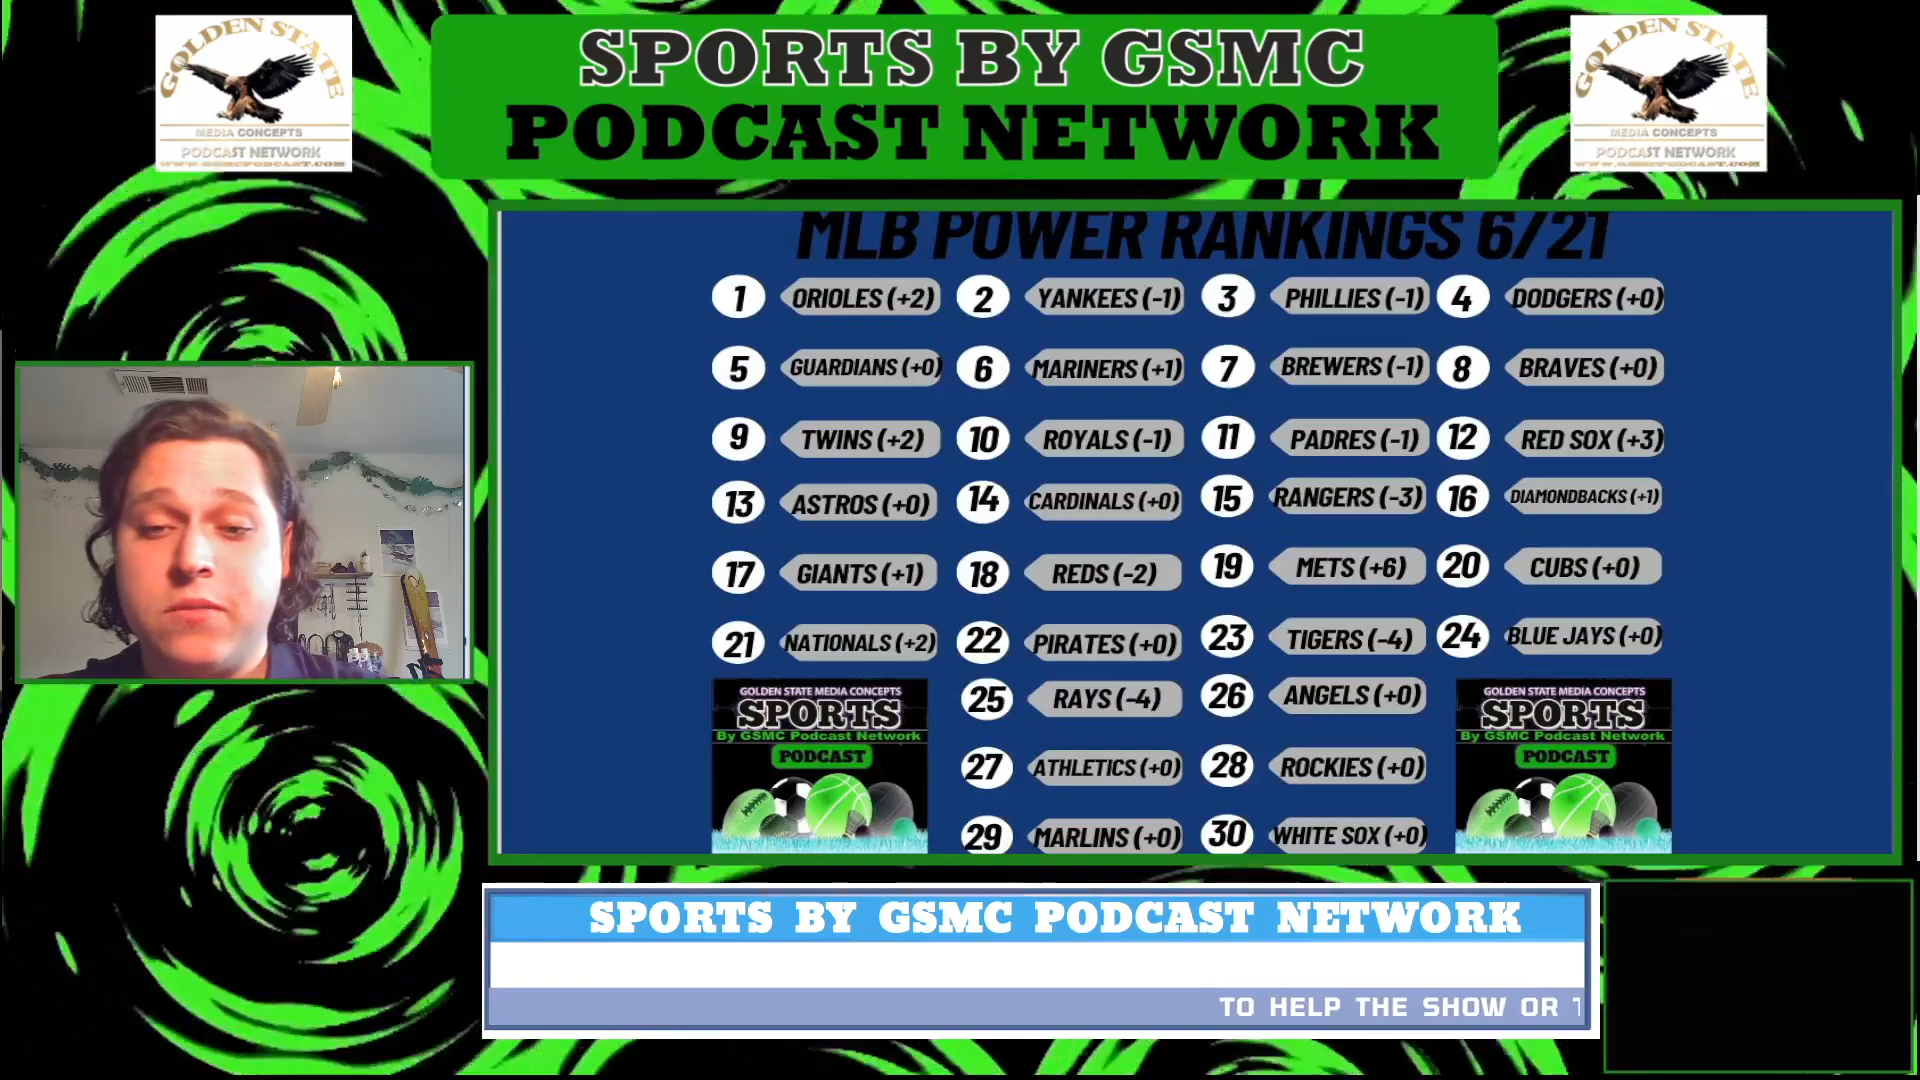 GOLDEN STATE
MEDIA CONCEPTS
PODCAST NETWORK
WWW.GSMCPODCAST.COM
SPORTS BY GSMC
PODCAST NETWORK
GOLDEN STATE
MEDIA CONCEPTS
PODCAST NETWORK
WWW.GSMCPODCAST.COM
MLB POWER RANKINGS 6/21
1 ORIOLES (+2) 2 YANKEES (-1) 3 PHILLIES (-1) 4 DODGERS (+0)
5 GUARDIANS (+0) 6 MARINERS (+1) 7 BREWERS (-1) 8 BRAVES (+0)
9 TWINS (+2) 10 ROYALS (-1) 11 PADRES (-1) 12 RED SOX (+3)
13 ASTROS (+0) 14 CARDINALS (+0) 15 RANGERS (-3) 16 DIAMONDBACKS (+1)
17 GIANTS (+1) 18 REDS (-2) 19 METS (+6) 20 CUBS (+0)
21 NATIONALS (+2) 22 PIRATES (+0) 23 TIGERS (-4) 24 BLUE JAYS (+0)
25 RAYS (-4) 26 ANGELS (+0)
27 ATHLETICS (+0) 28 ROCKIES (+0)
29 MARLINS (+0) 30 WHITE SOX (+0)
GOLDEN STATE MEDIA CONCEPTS
SPORTS
By GSMC Podcast Network
PODCAST
GOLDEN STATE MEDIA CONCEPTS
SPORTS
By GSMC Podcast Network
PODCAST
SPORTS BY GSMC PODCAST NETWORK
TO HELP THE SHOW OR T